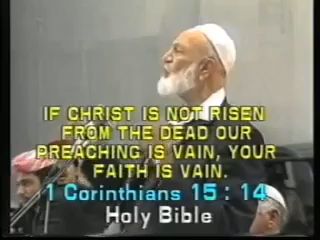 IF CHRIST IS NOT RISEN
FROM THE DEAD OUR
PREACHING IS VAIN, YOUR
FAITH IS VAIN.
1 Corinthians 15 : 14
Holy Bible